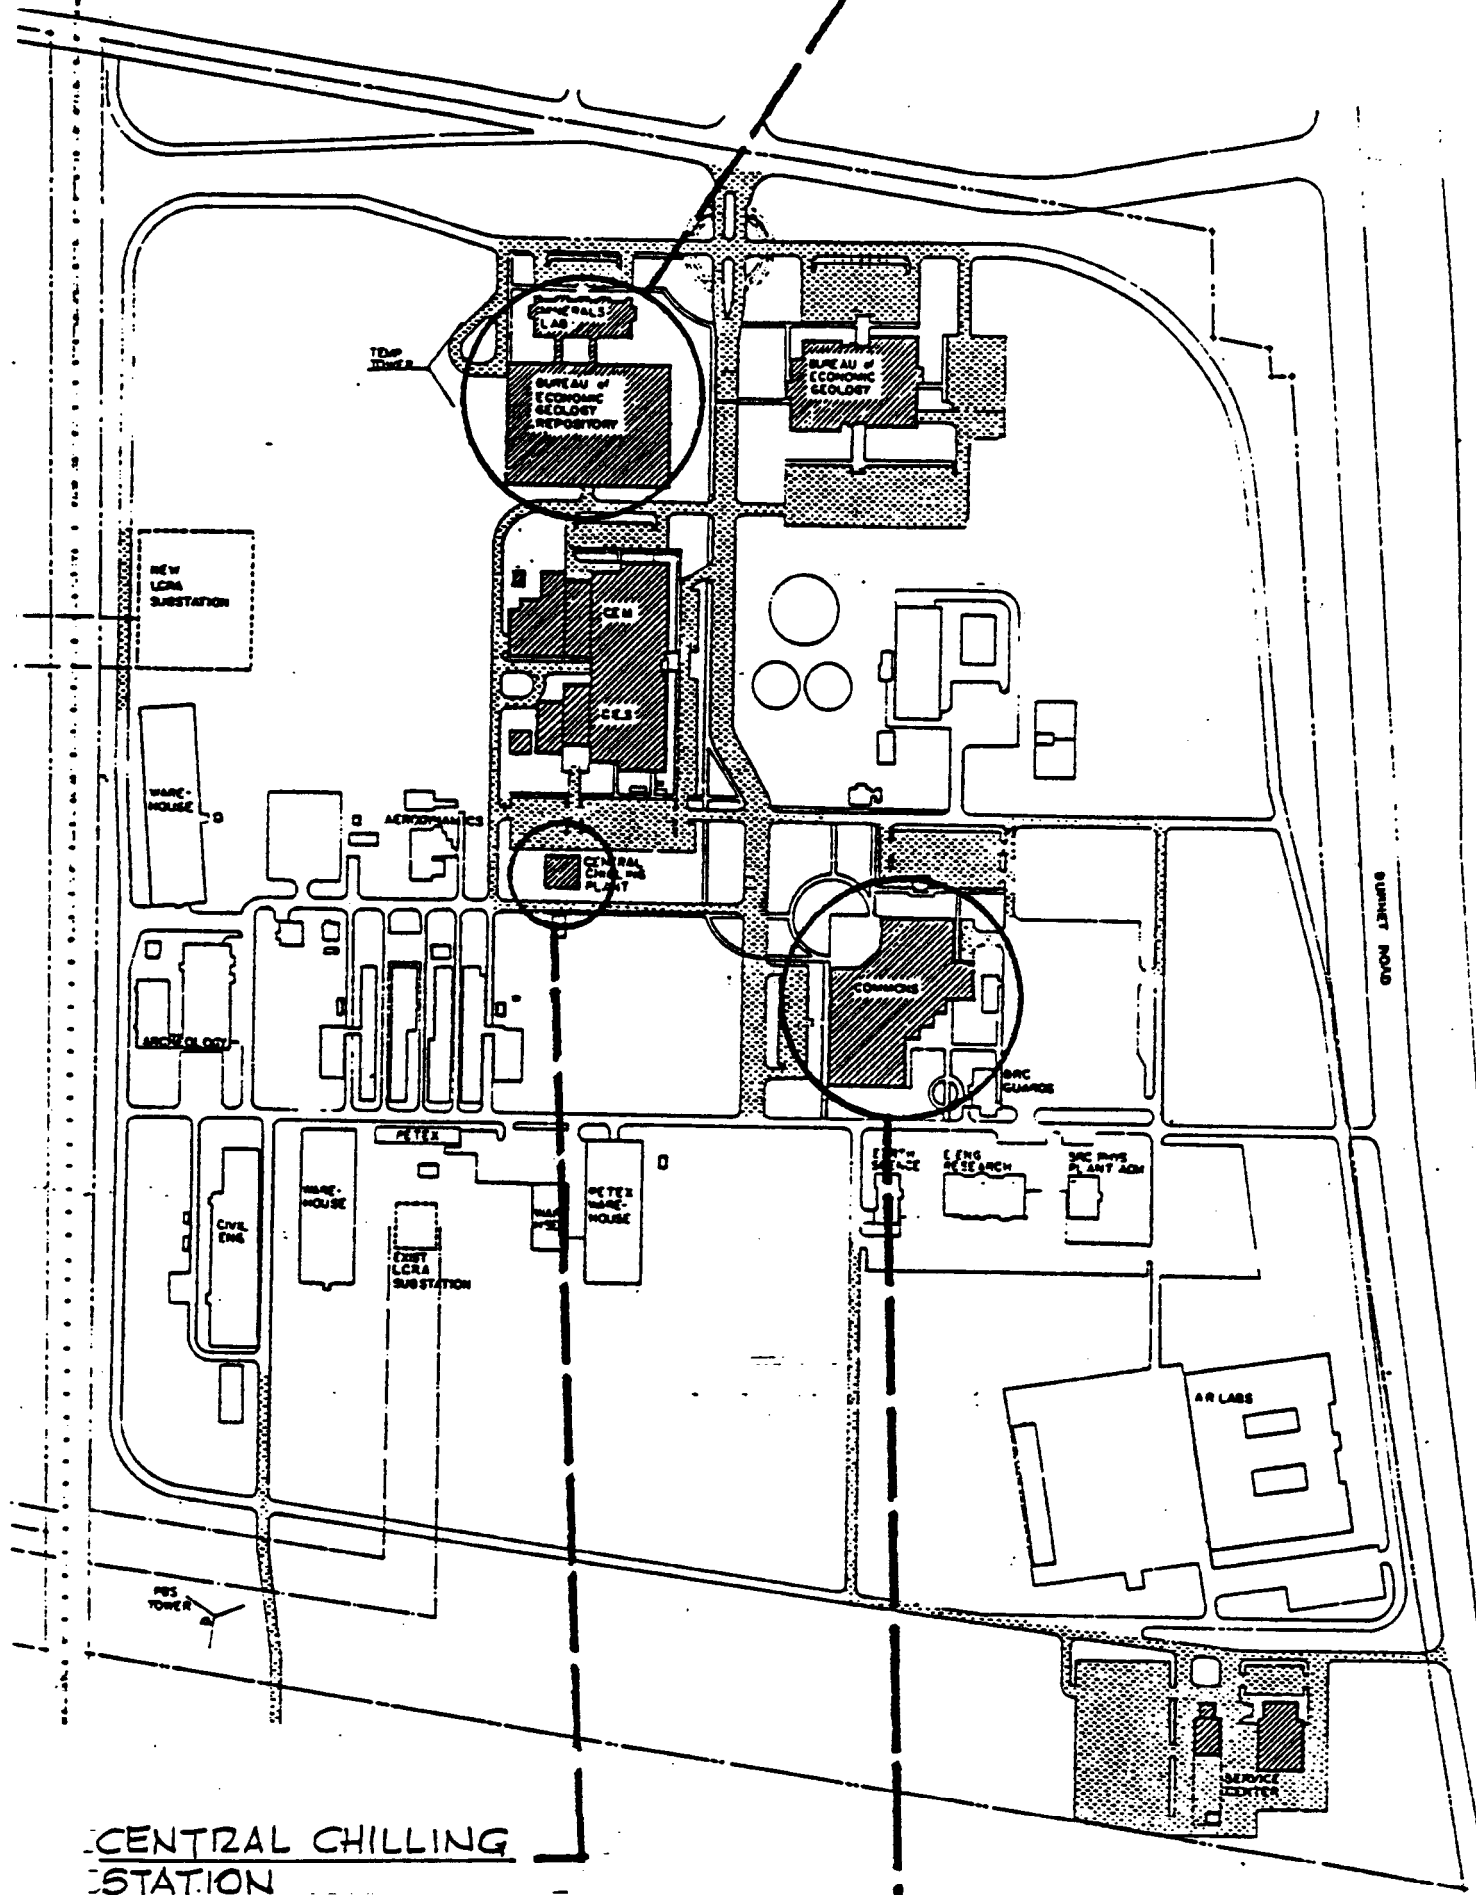 MINERALS
LAB
TEMP
TOWER
BUREAU of
ECONOMIC
GEOLOGY
REPOSITORY
BUREAU of
ECONOMIC
GEOLOGY
NEW
LCRA
SUBSTATION
CEM
C.E.S.
WARE-
HOUSE
AERODYNAMICS
CENTRAL
CHILLING
PLANT
BURNET ROAD
COMMONS
ARCHEOLOGY
BRC
GUARDS
PETEX
EARTH
SCIENCE
E. ENG
RESEARCH
BRC PHYS
PLANT ADM
WARE-
HOUSE
PETEX
WARE-
HOUSE
CIVIL
ENG
EXIST
LCRA
SUBSTATION
A R LABS
PBS
TOWER
SERVICE
CENTER
CENTRAL CHILLING
STATION